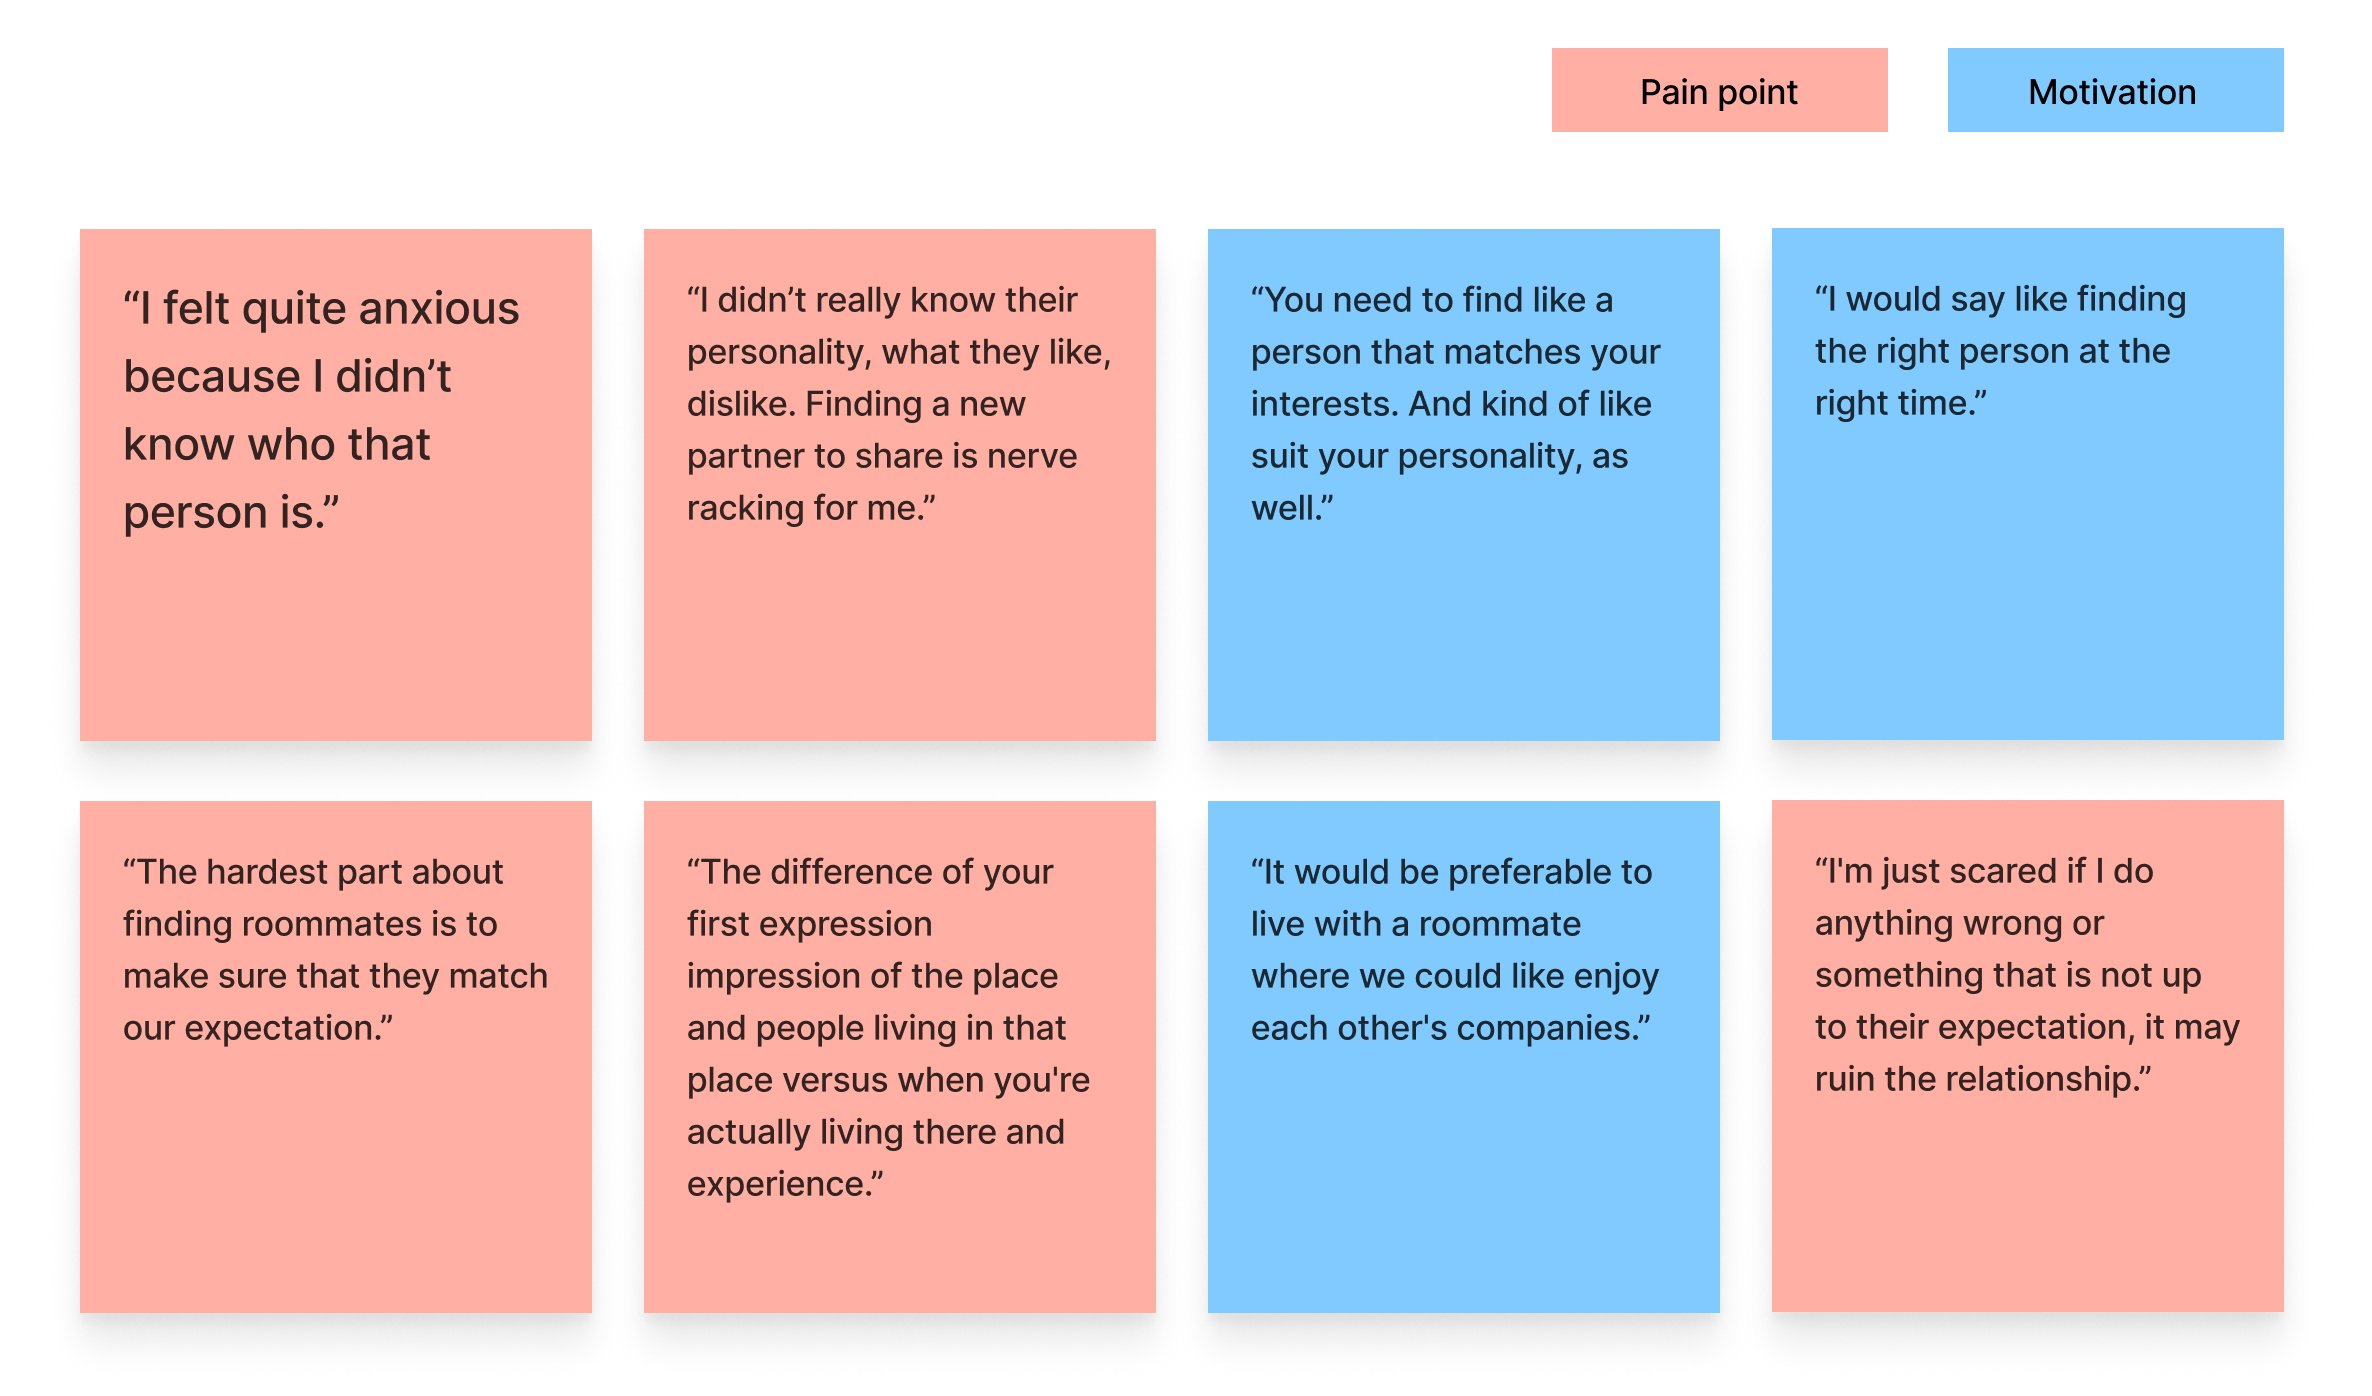 Pain point
Motivation
“I felt quite anxious
because I didn’t
know who that
person is.”
“I didn’t really know their
personality, what they like,
dislike. Finding a new
partner to share is nerve
racking for me.”
“You need to find like a
person that matches your
interests. And kind of like
suit your personality, as
well.”
“I would say like finding
the right person at the
right time.”
“The hardest part about
finding roommates is to
make sure that they match
our expectation.”
“The difference of your
first expression
impression of the place
and people living in that
place versus when you're
actually living there and
experience.”
“It would be preferable to
live with a roommate
where we could like enjoy
each other's companies.”
“I'm just scared if I do
anything wrong or
something that is not up
to their expectation, it may
ruin the relationship.”